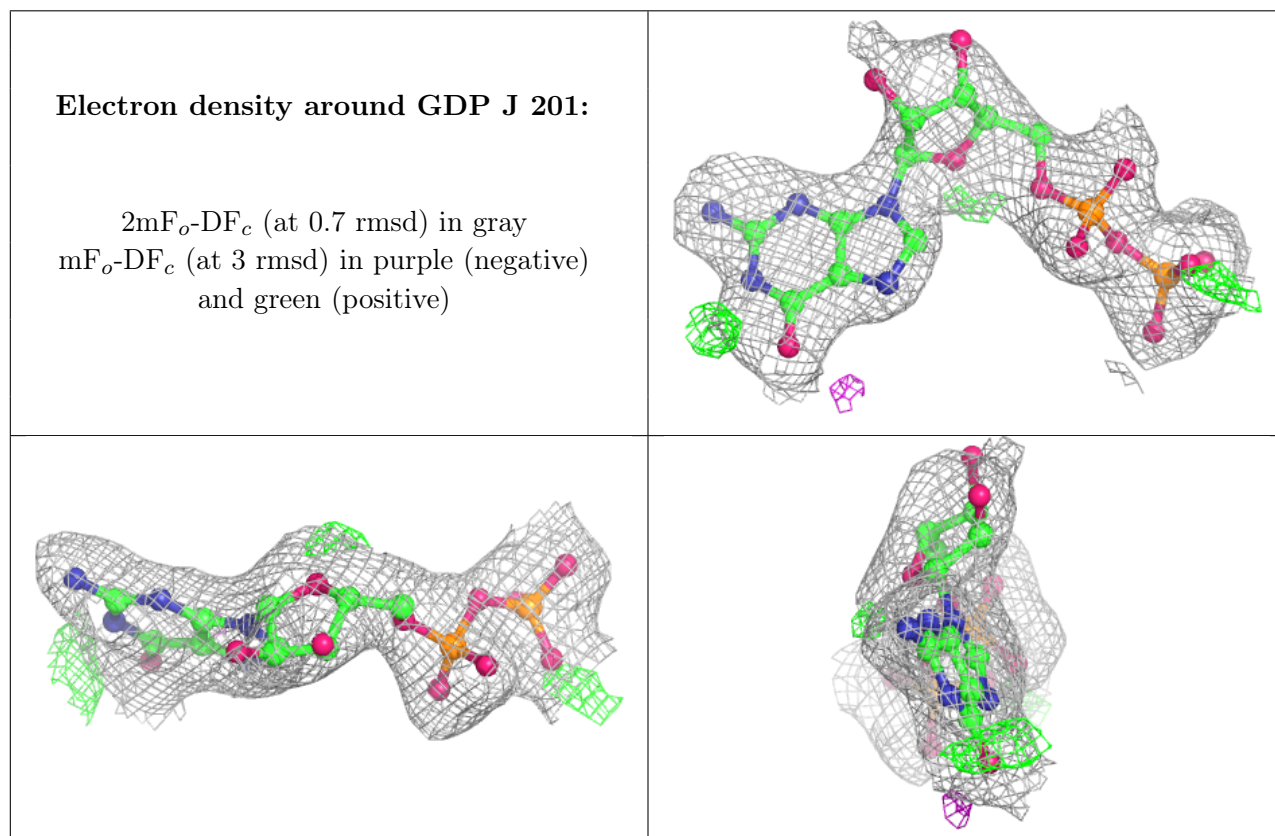 Electron density around GDP J 201:
2mFo-DFc (at 0.7 rmsd) in gray
mFo-DFc (at 3 rmsd) in purple (negative)
and green (positive)